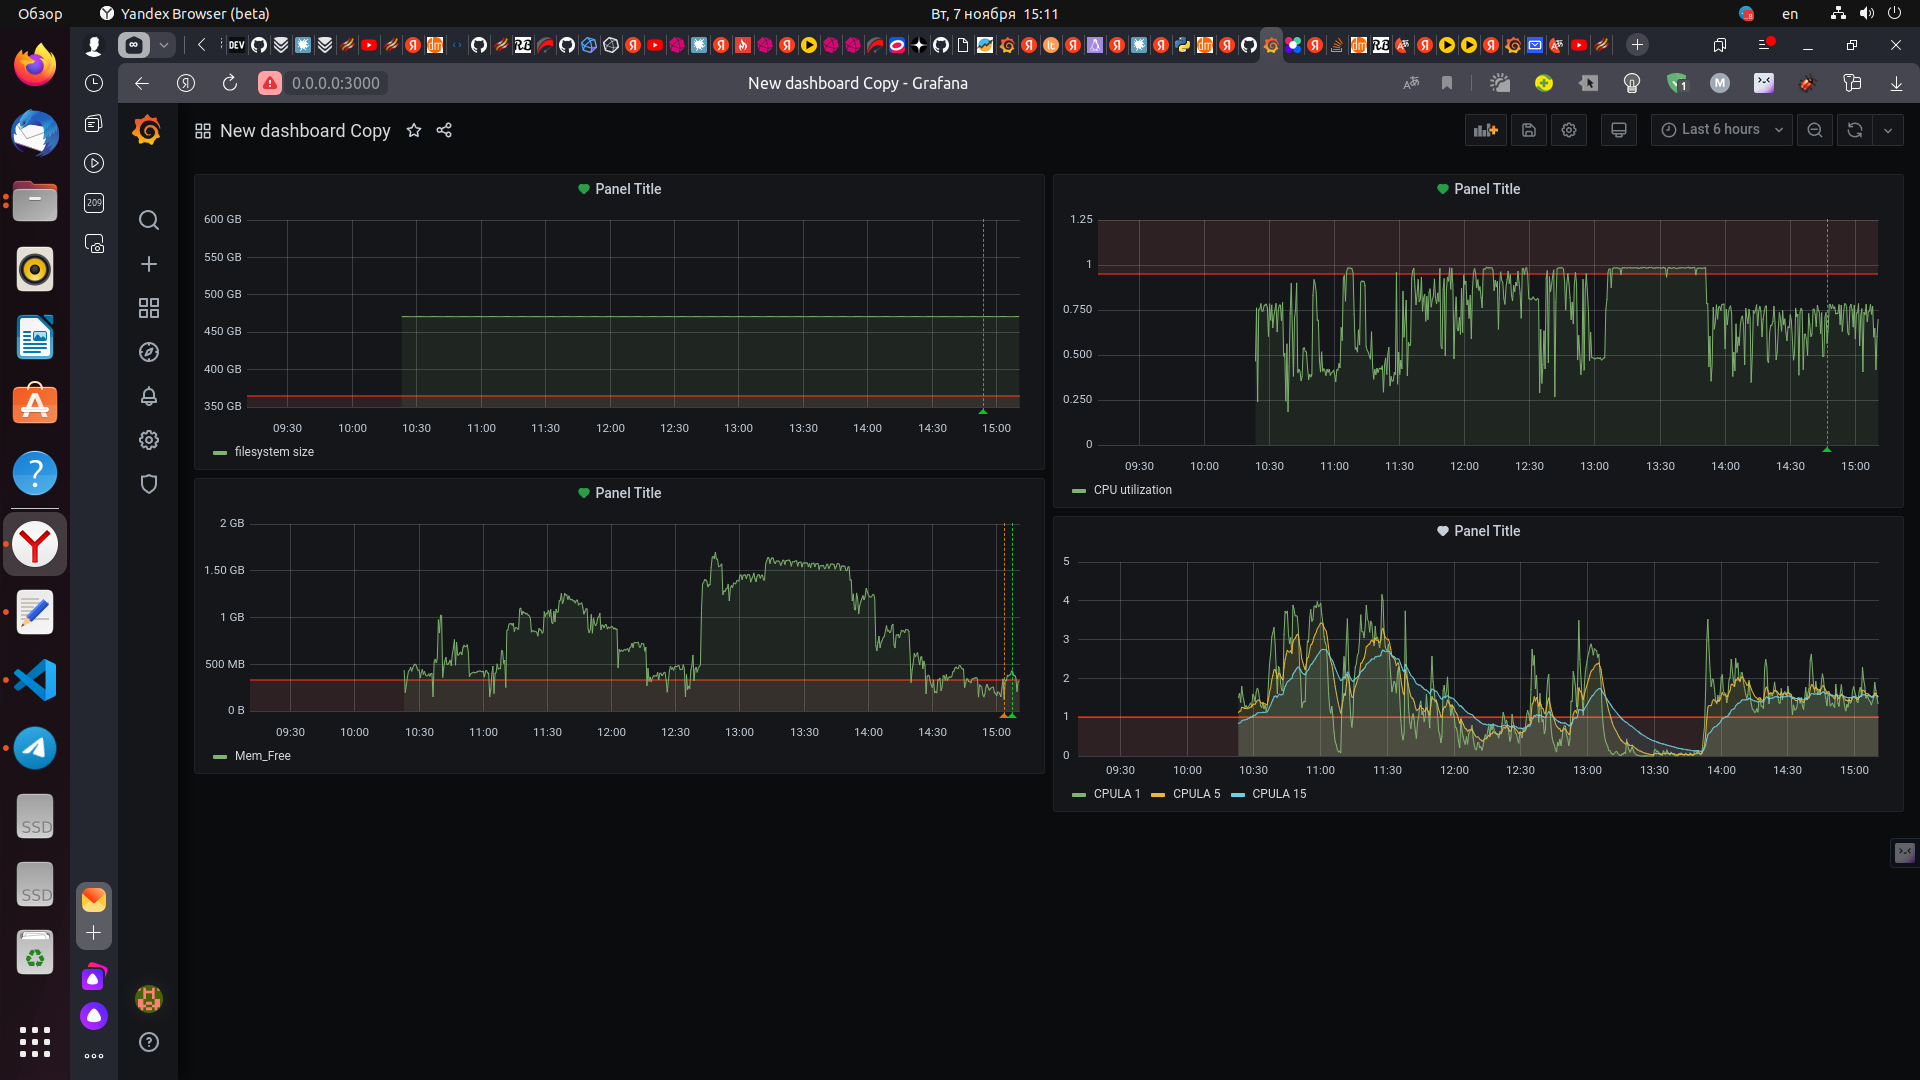 Обзор
Yandex Browser (beta)
Вт, 7 ноября 15:11
en
DEV
0.0.0.0:3000
New dashboard Copy - Grafana
1
M
209
New dashboard Copy
Last 6 hours
Panel Title
600 GB
550 GB
500 GB
450 GB
400 GB
350 GB
09:30 10:00 10:30 11:00 11:30 12:00 12:30 13:00 13:30 14:00 14:30 15:00
filesystem size
Panel Title
1.25
1
0.750
0.500
0.250
0
09:30 10:00 10:30 11:00 11:30 12:00 12:30 13:00 13:30 14:00 14:30 15:00
CPU utilization
Panel Title
2 GB
1.50 GB
1 GB
500 MB
0 B
09:30 10:00 10:30 11:00 11:30 12:00 12:30 13:00 13:30 14:00 14:30 15:00
Mem_Free
Panel Title
5
4
3
2
1
0
09:30 10:00 10:30 11:00 11:30 12:00 12:30 13:00 13:30 14:00 14:30 15:00
CPULA 1 CPULA 5 CPULA 15
SSD
SSD